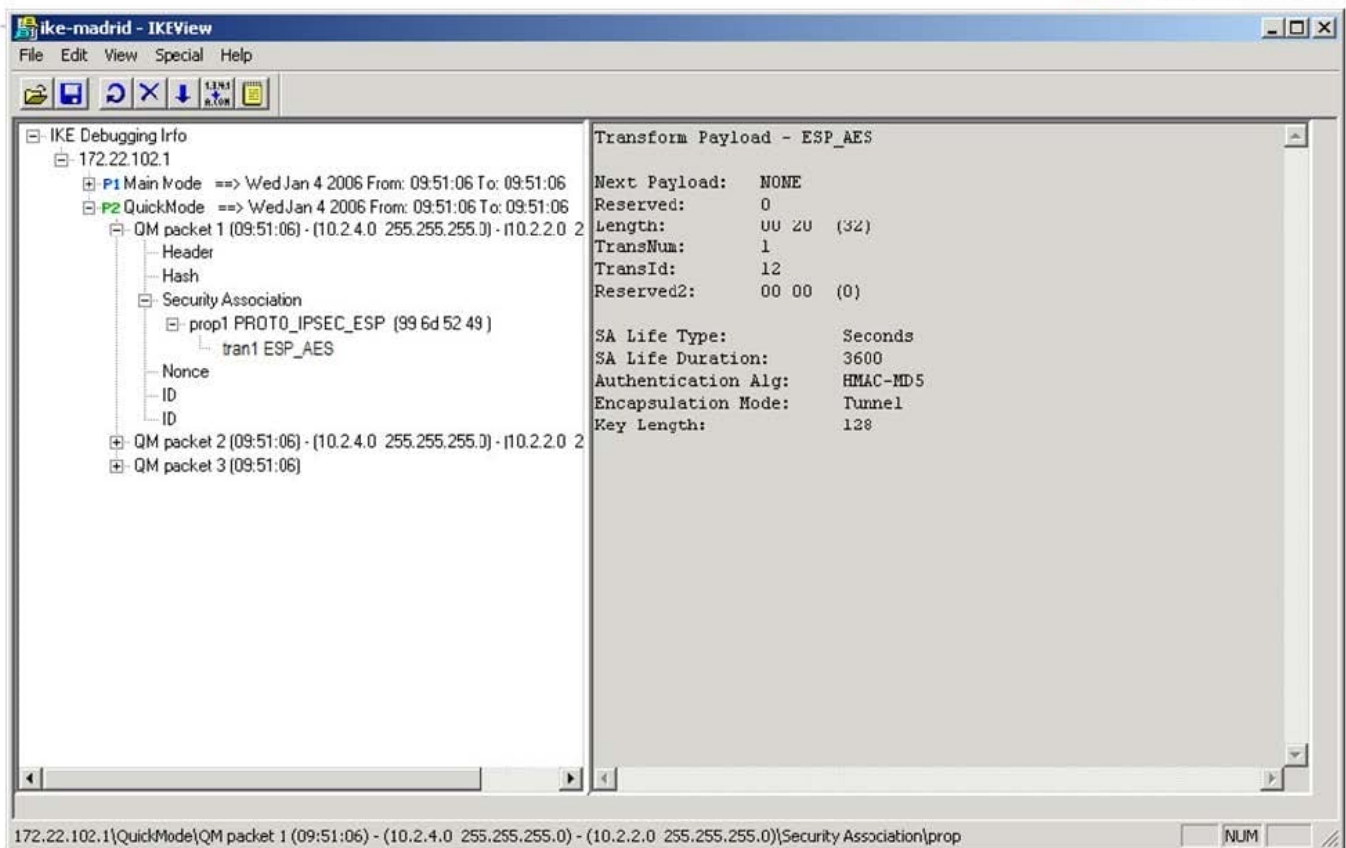 ike-madrid - IKEView
File Edit View Special Help
IKE Debugging Info
172.22.102.1
P1 Main Mode ==> Wed Jan 4 2006 From: 09:51:06 To: 09:51:06
P2 QuickMode ==> Wed Jan 4 2006 From: 09:51:06 To: 09:51:06
QM packet 1 (09:51:06) - (10.2.4.0 255.255.255.0) - (10.2.2.0 2
Header
Hash
Security Association
prop1 PROTO_IPSEC_ESP (99 6d 52 49 )
tran1 ESP_AES
Nonce
ID
ID
QM packet 2 (09:51:06) - (10.2.4.0 255.255.255.0) - (10.2.2.0 2
QM packet 3 (09:51:06)
Transform Payload - ESP_AES
Next Payload: NONE
Reserved: 0
Length: 00 20 (32)
TransNum: 1
TransId: 12
Reserved2: 00 00 (0)
SA Life Type: Seconds
SA Life Duration: 3600
Authentication Alg: HMAC-MD5
Encapsulation Mode: Tunnel
Key Length: 128
172.22.102.1\QuickMode\QM packet 1 (09:51:06) - (10.2.4.0 255.255.255.0) - (10.2.2.0 255.255.255.0)\Security Association\prop
NUM